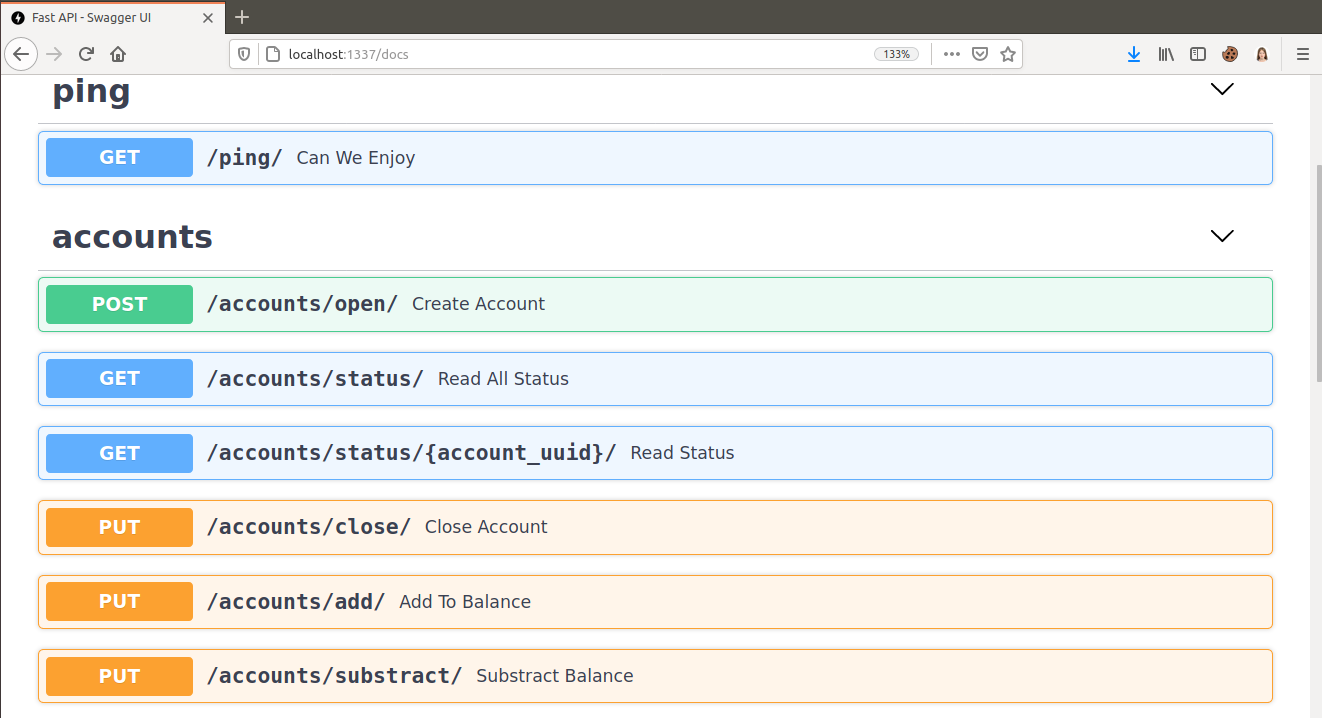 Fast API - Swagger UI
localhost:1337/docs 133%
ping
GET /ping/ Can We Enjoy
accounts
POST /accounts/open/ Create Account
GET /accounts/status/ Read All Status
GET /accounts/status/{account_uuid}/ Read Status
PUT /accounts/close/ Close Account
PUT /accounts/add/ Add To Balance
PUT /accounts/substract/ Substract Balance